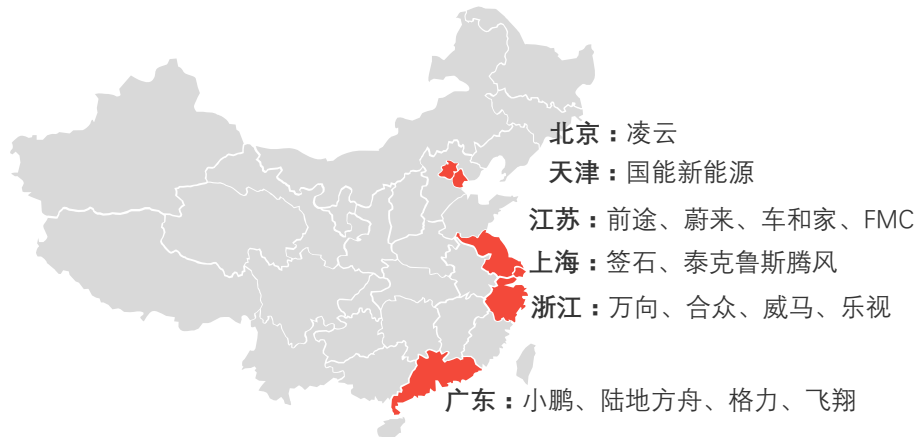 北京：凌云
天津：国能新能源
江苏：前途、蔚来、车和家、FMC
上海：签石、泰克鲁斯腾风
浙江：万向、合众、威马、乐视
广东：小鹏、陆地方舟、格力、飞翔